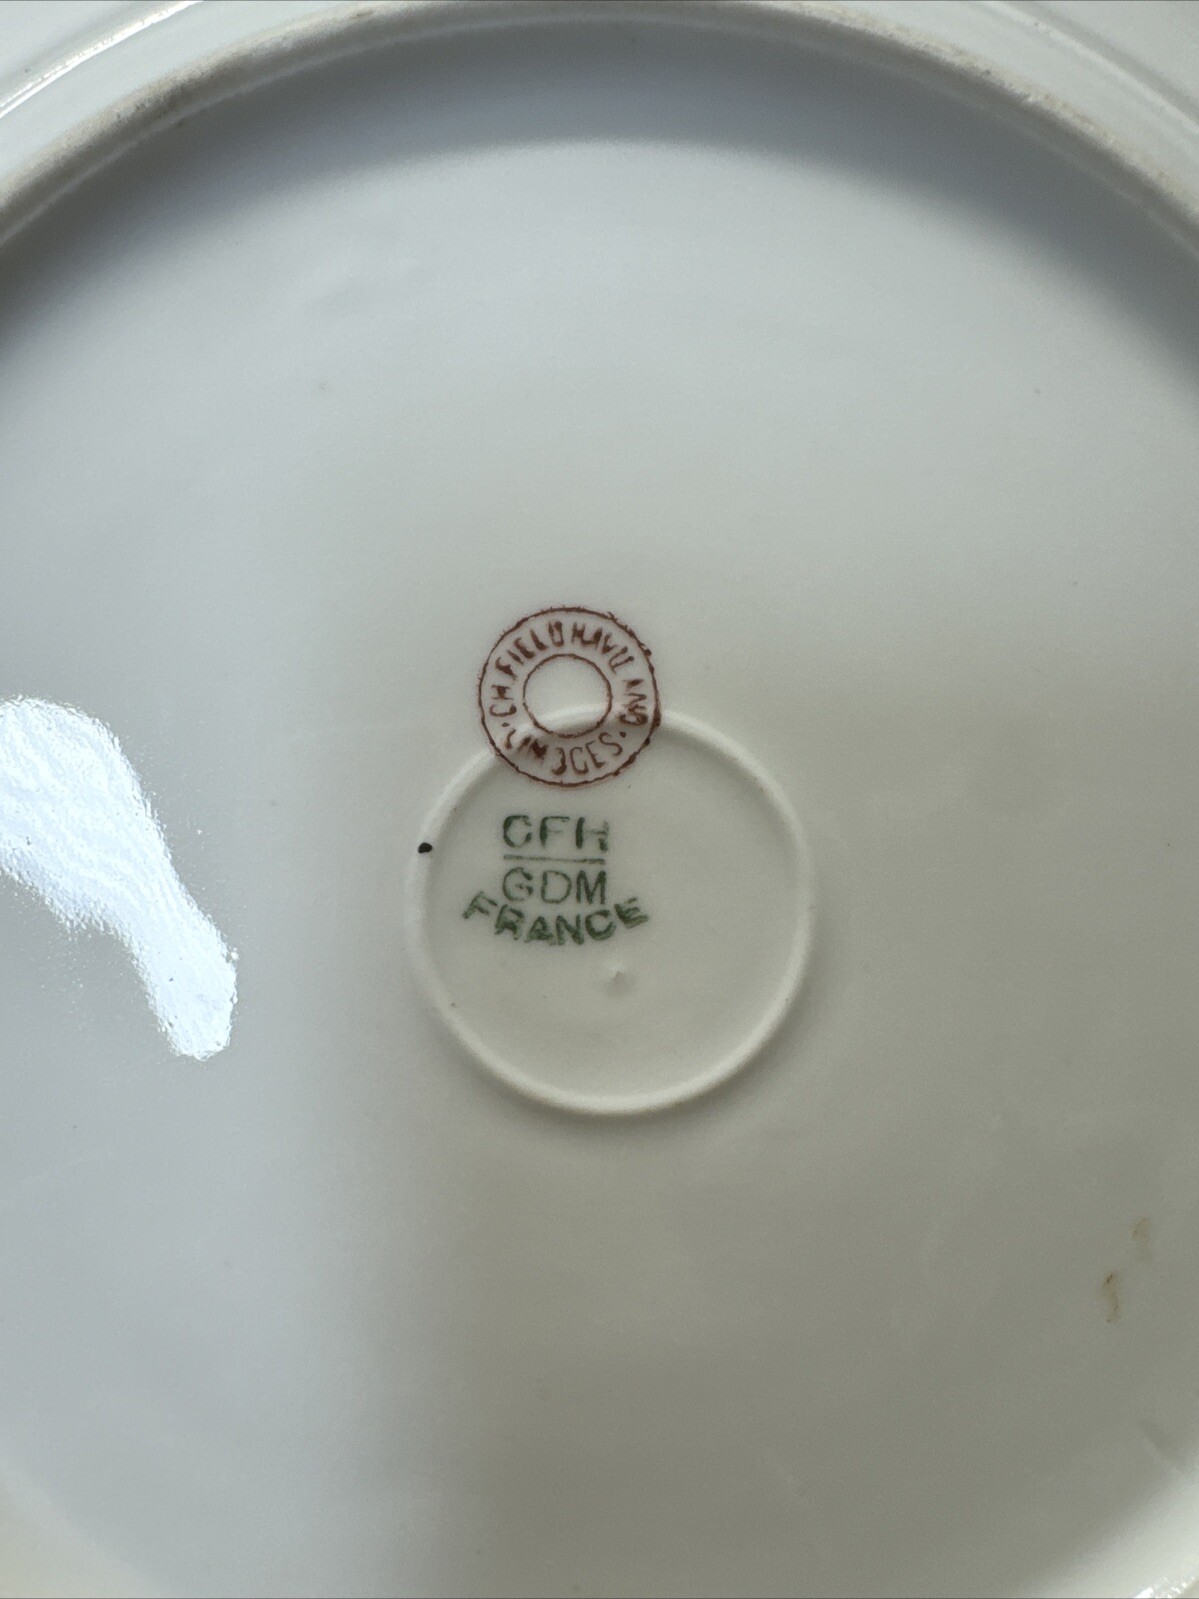 CH. FIELD HAVILAND
· LIMOGES ·
CFH
GDM
FRANCE